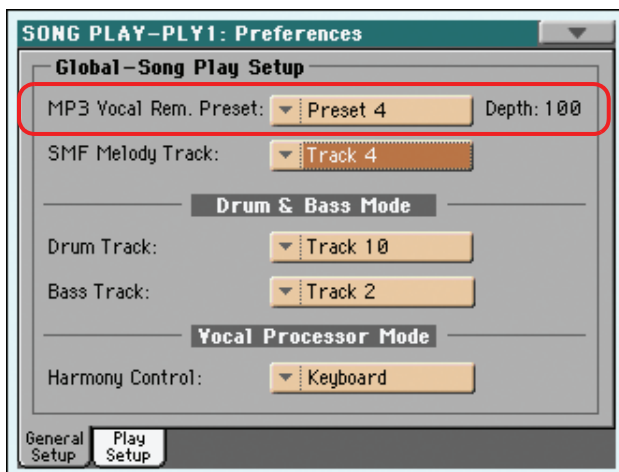 SONG PLAY-PLY1: Preferences
Global-Song Play Setup
MP3 Vocal Rem. Preset: Preset 4 Depth: 100
SMF Melody Track: Track 4
Drum & Bass Mode
Drum Track: Track 10
Bass Track: Track 2
Vocal Processor Mode
Harmony Control: Keyboard
General Setup
Play Setup